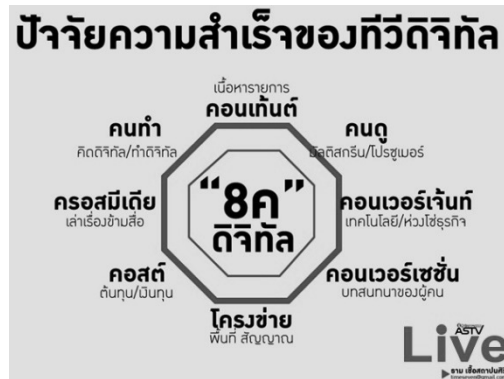 ปัจจัยความสำเร็จของทีวีดิจิทัล
เนื้อหารายการ
คอนเท้นต์
คนทำ
คิดดิจิทัล/ทำดิจิทัล
คนดู
มัลติสกรีน/โปรซูเมอร์
ครอสมีเดีย
เล่าเรื่องข้ามสื่อ
“8ค”
ดิจิทัล
คอนเวอร์เจ้นท์
เทคโนโลยี/ห่วงโซ่ธุรกิจ
คอสต์
ต้นทุน/เงินทุน
คอนเวอร์เซชั่น
บทสนทนาของผู้คน
โครงข่าย
พื้นที่ สัญญาณ
ASTV
Live